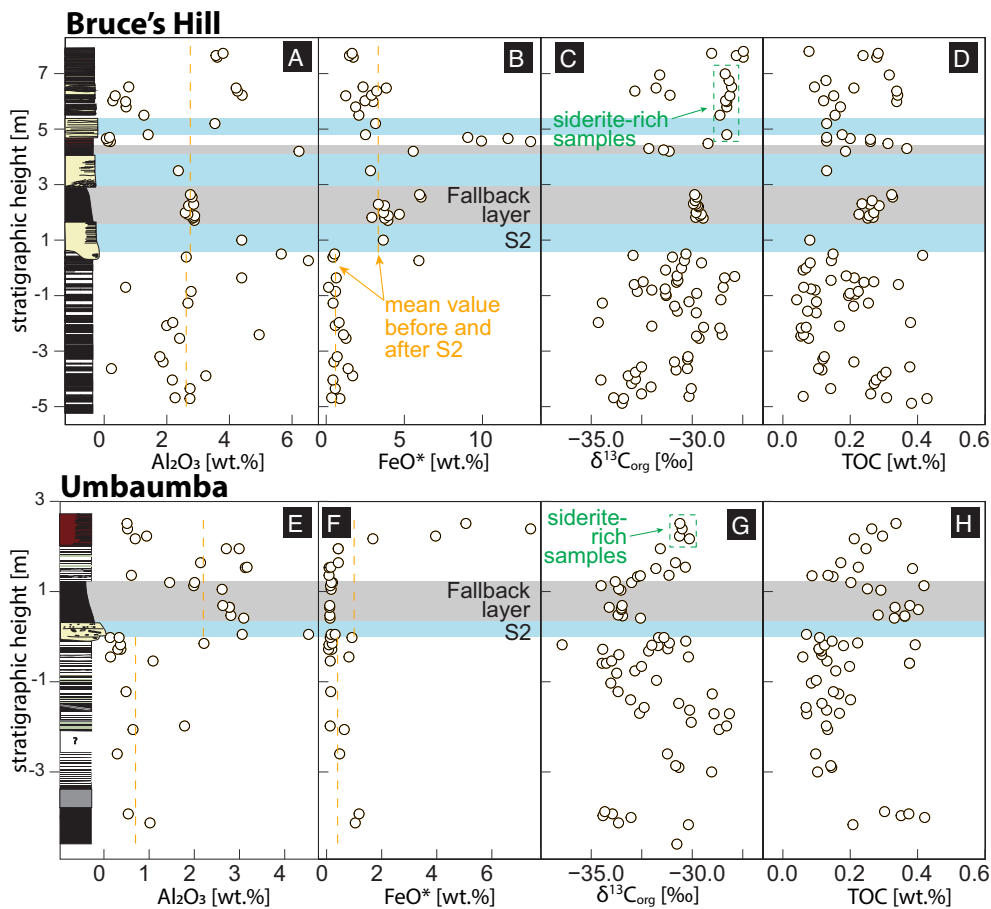 Bruce's Hill
A
B
C
D
stratigraphic height [m]
7
5
3
1
-1
-3
-5
siderite-rich
samples
Fallback
layer
S2
mean value
before and
after S2
0 2 4 6
0 5 10
−35.0 −30.0
0.0 0.2 0.4 0.6
Al₂O₃ [wt.%]
FeO* [wt.%]
δ¹³Corg [‰]
TOC [wt.%]
Umbaumba
E
F
G
H
stratigraphic height [m]
3
1
-1
-3
?
siderite-
rich
samples
Fallback
layer
S2
0 1 2 3 4
0 2 4 6
−35.0 −30.0
0.0 0.2 0.4 0.6
Al₂O₃ [wt.%]
FeO* [wt.%]
δ¹³Corg [‰]
TOC [wt.%]